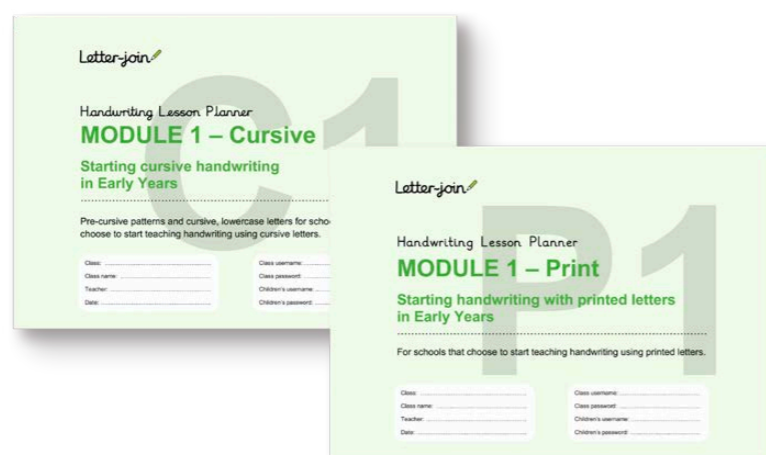 Letter-join
C1
Handwriting Lesson Planner
MODULE 1 – Cursive
Starting cursive handwriting
in Early Years
Pre-cursive patterns and cursive, lowercase letters for scho
choose to start teaching handwriting using cursive letters.
Class:
Class name:
Teacher:
Date:
Class username:
Class password:
Children's username:
Children's password:
Letter-join
P1
Handwriting Lesson Planner
MODULE 1 – Print
Starting handwriting with printed letters
in Early Years
For schools that choose to start teaching handwriting using printed letters.
Class:
Class name:
Teacher:
Date:
Class username:
Class password:
Children's username:
Children's password: